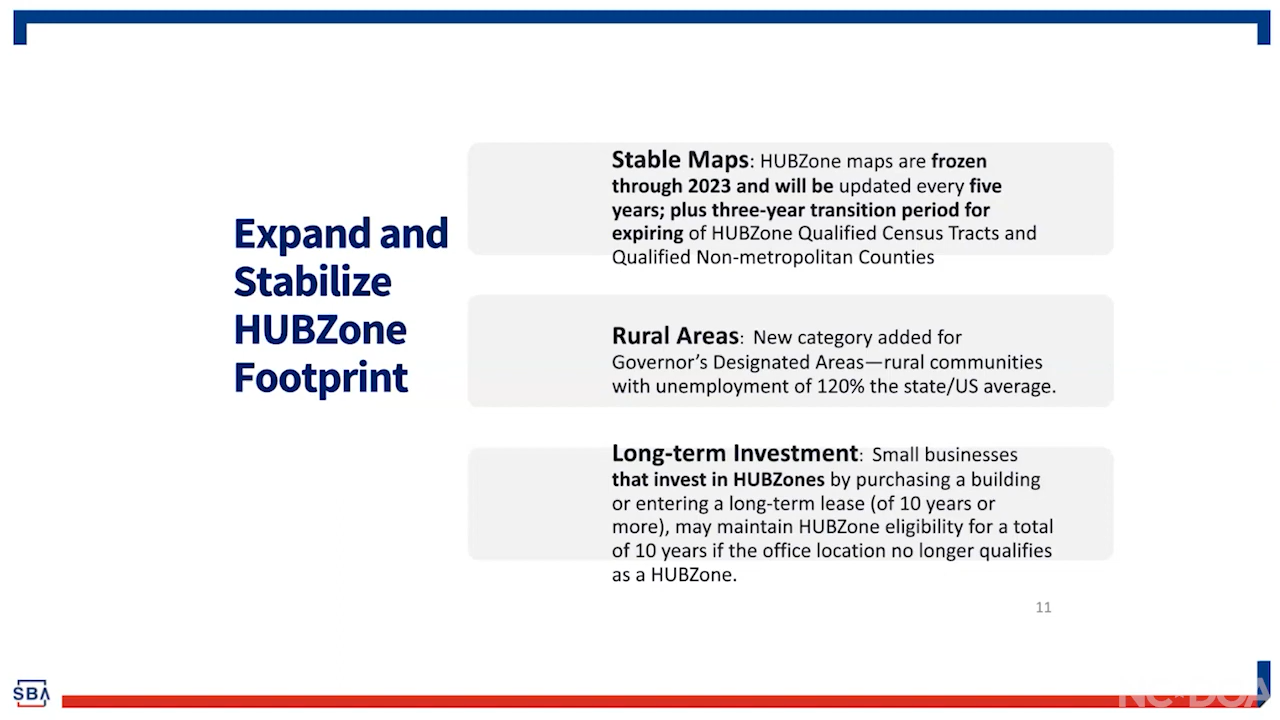 Expand and
Stabilize
HUBZone
Footprint
Stable Maps: HUBZone maps are frozen
through 2023 and will be updated every five
years; plus three-year transition period for
expiring of HUBZone Qualified Census Tracts and
Qualified Non-metropolitan Counties
Rural Areas:  New category added for
Governor’s Designated Areas—rural communities
with unemployment of 120% the state/US average.
Long-term Investment:  Small businesses
that invest in HUBZones by purchasing a building
or entering a long-term lease (of 10 years or
more), may maintain HUBZone eligibility for a total
of 10 years if the office location no longer qualifies
as a HUBZone.
11
SBA
NC DOA